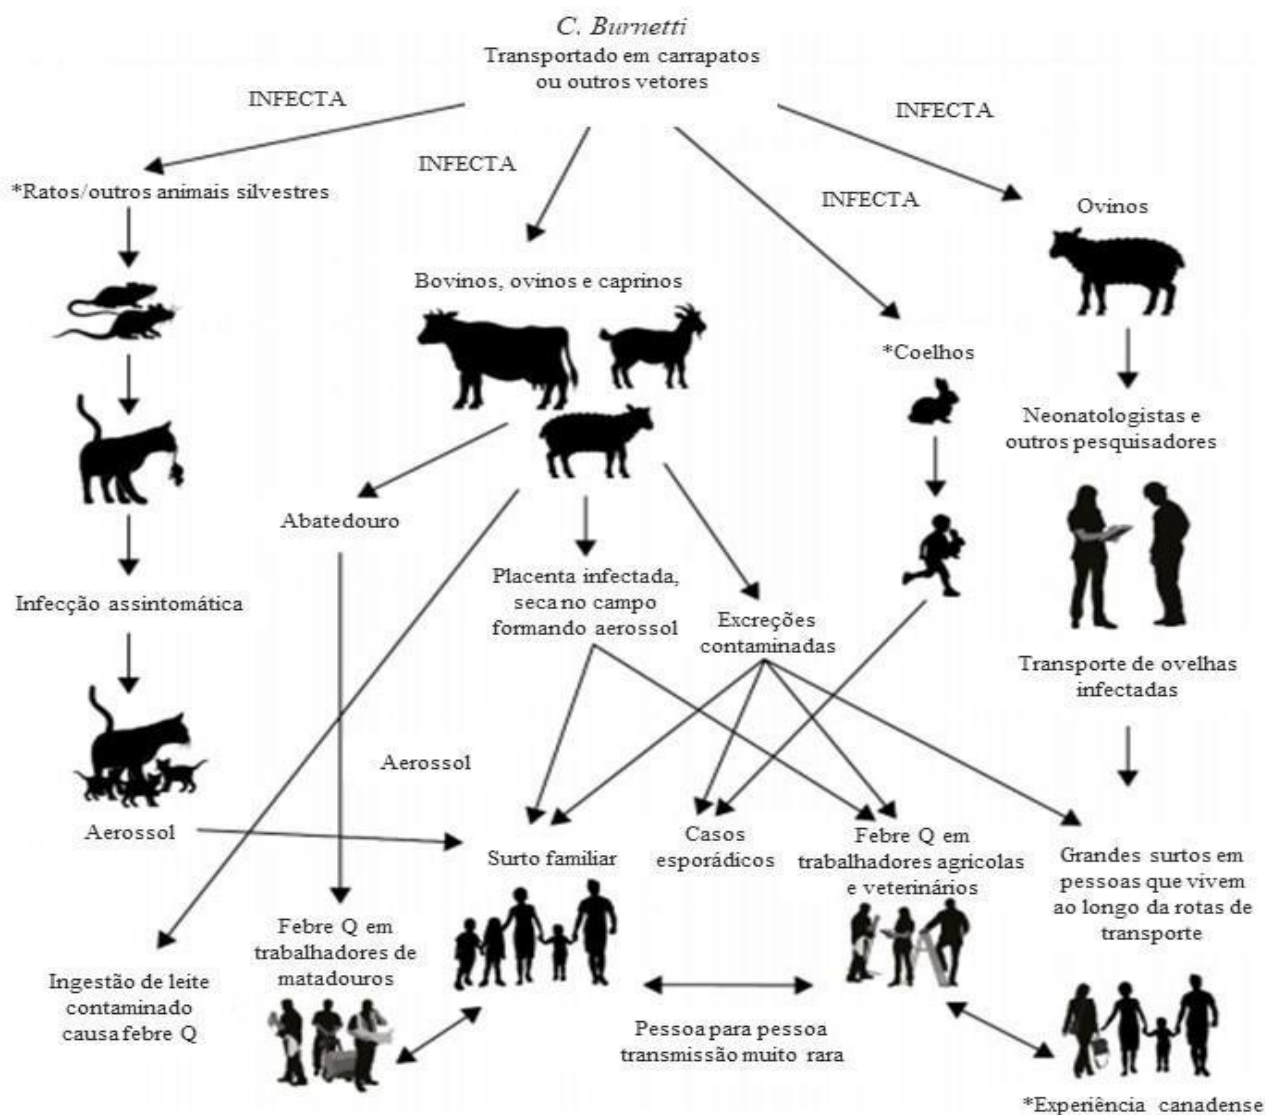 C. Burnetti
Transportado em carrapatos
ou outros vetores
INFECTA
INFECTA
INFECTA
INFECTA
*Ratos/outros animais silvestres
Ovinos
Bovinos, ovinos e caprinos
*Coelhos
Neonatologistas e
outros pesquisadores
Abatedouro
Placenta infectada,
seca no campo
formando aerossol
Infecção assintomática
Excreções
contaminadas
Transporte de ovelhas
infectadas
Aerossol
Aerossol
Surto familiar
Casos
esporádicos
Febre Q em
trabalhadores agricolas
e veterinários
Grandes surtos em
pessoas que vivem
ao longo da rotas de
transporte
Febre Q em
trabalhadores de
matadouros
Ingestão de leite
contaminado
causa febre Q
Pessoa para pessoa
transmissão muito rara
*Experiência canadense